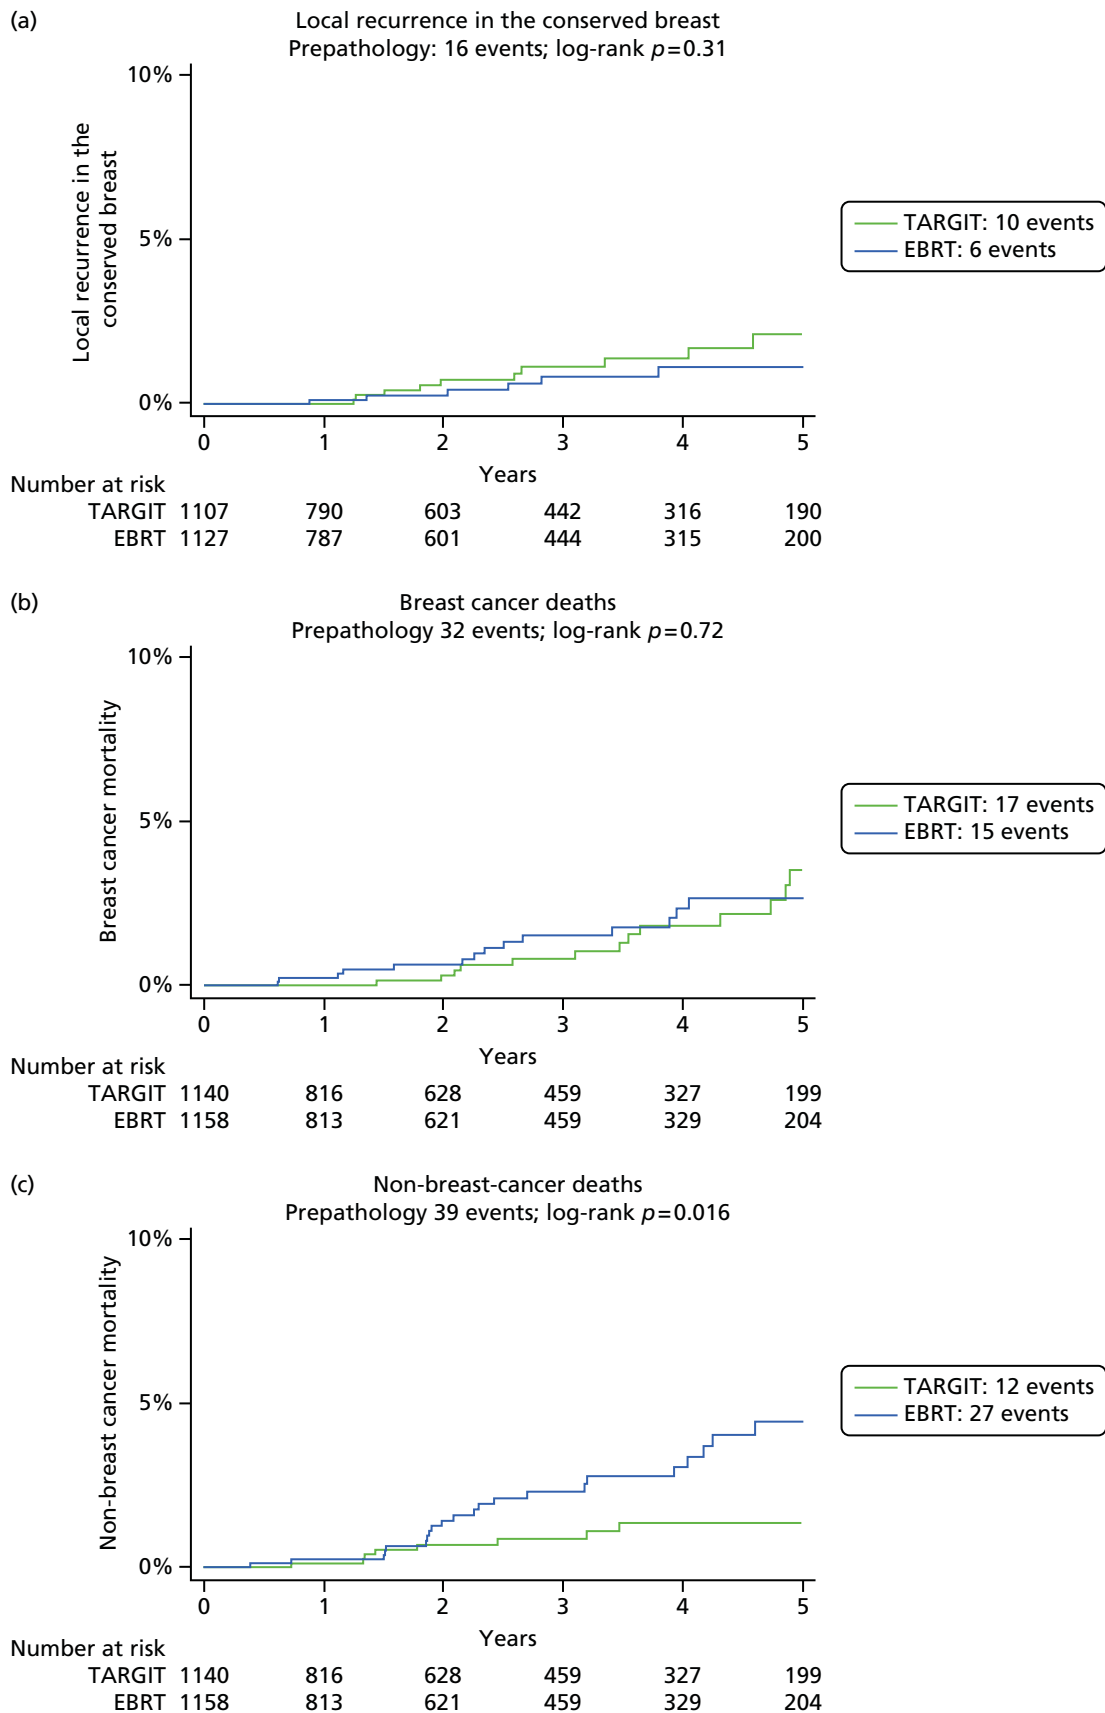 (a)
Local recurrence in the conserved breast
Prepathology: 16 events; log-rank p=0.31
Local recurrence in the
conserved breast
10%
5%
0%
0 1 2 3 4 5
Years
TARGIT: 10 events
EBRT: 6 events
Number at risk
TARGIT 1107 790 603 442 316 190
EBRT 1127 787 601 444 315 200
(b)
Breast cancer deaths
Prepathology 32 events; log-rank p=0.72
Breast cancer mortality
10%
5%
0%
0 1 2 3 4 5
Years
TARGIT: 17 events
EBRT: 15 events
Number at risk
TARGIT 1140 816 628 459 327 199
EBRT 1158 813 621 459 329 204
(c)
Non-breast-cancer deaths
Prepathology 39 events; log-rank p=0.016
Non-breast cancer mortality
10%
5%
0%
0 1 2 3 4 5
Years
TARGIT: 12 events
EBRT: 27 events
Number at risk
TARGIT 1140 816 628 459 327 199
EBRT 1158 813 621 459 329 204